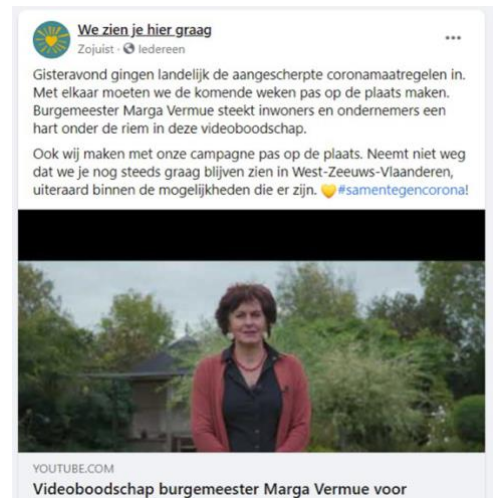 We zien je hier graag
Zojuist · Iedereen
Gisteravond gingen landelijk de aangescherpte coronamaatregelen in.
Met elkaar moeten we de komende weken pas op de plaats maken.
Burgemeester Marga Vermue steekt inwoners en ondernemers een
hart onder de riem in deze videoboodschap.
Ook wij maken met onze campagne pas op de plaats. Neemt niet weg
dat we je nog steeds graag blijven zien in West-Zeeuws-Vlaanderen,
uiteraard binnen de mogelijkheden die er zijn. 💛#samentegencorona!
YOUTUBE.COM
Videoboodschap burgemeester Marga Vermue voor